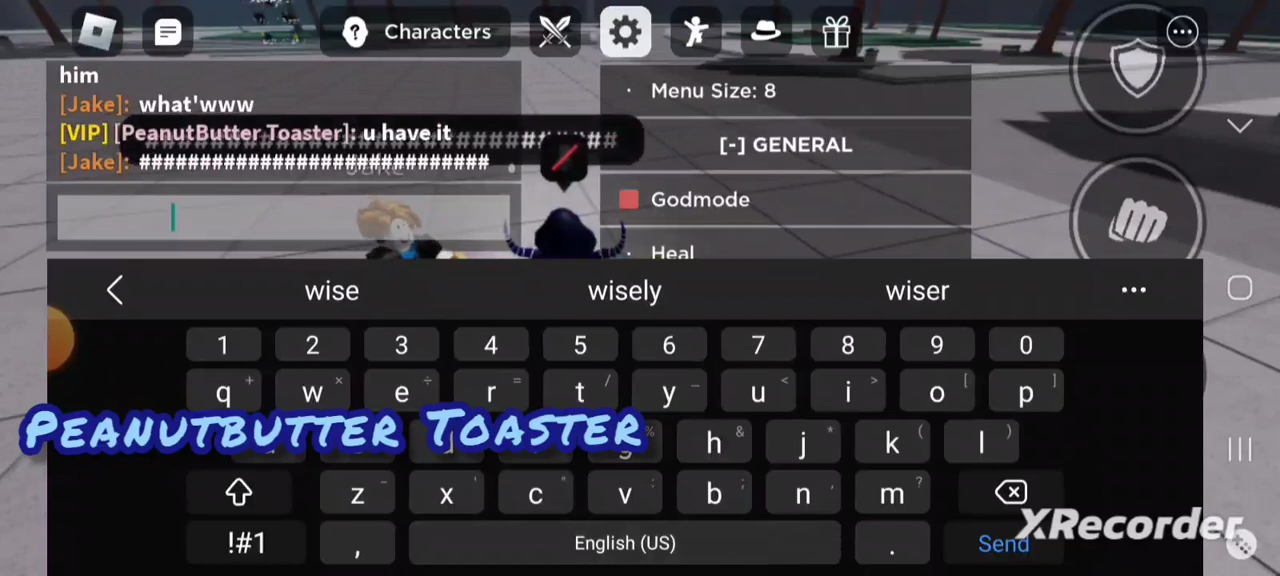 Characters
him
[Jake]: what'www
[VIP] [PeanutButter Toaster]: u have it
[Jake]: ##########################
Menu Size: 8
[-] GENERAL
Godmode
Heal
wise wisely wiser
1 2 3 4 5 6 7 8 9 0
q w e r t y u i o p
PEANUTBUTTER TOASTER
g h j k l
z x c v b n m
!#1 , English (US) . Send
XRecorder